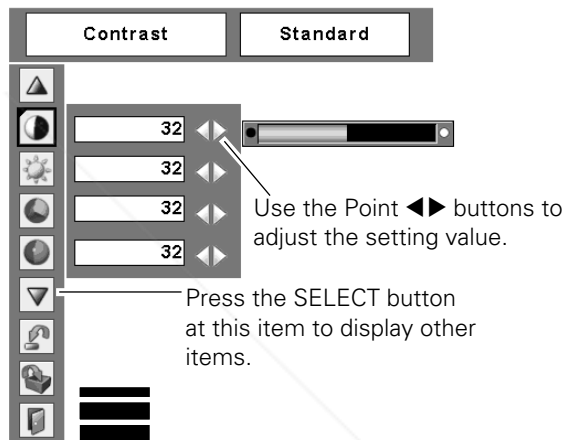 Contrast Standard
32
32
32
32
Use the Point ◀▶ buttons to
adjust the setting value.
Press the SELECT button
at this item to display other
items.